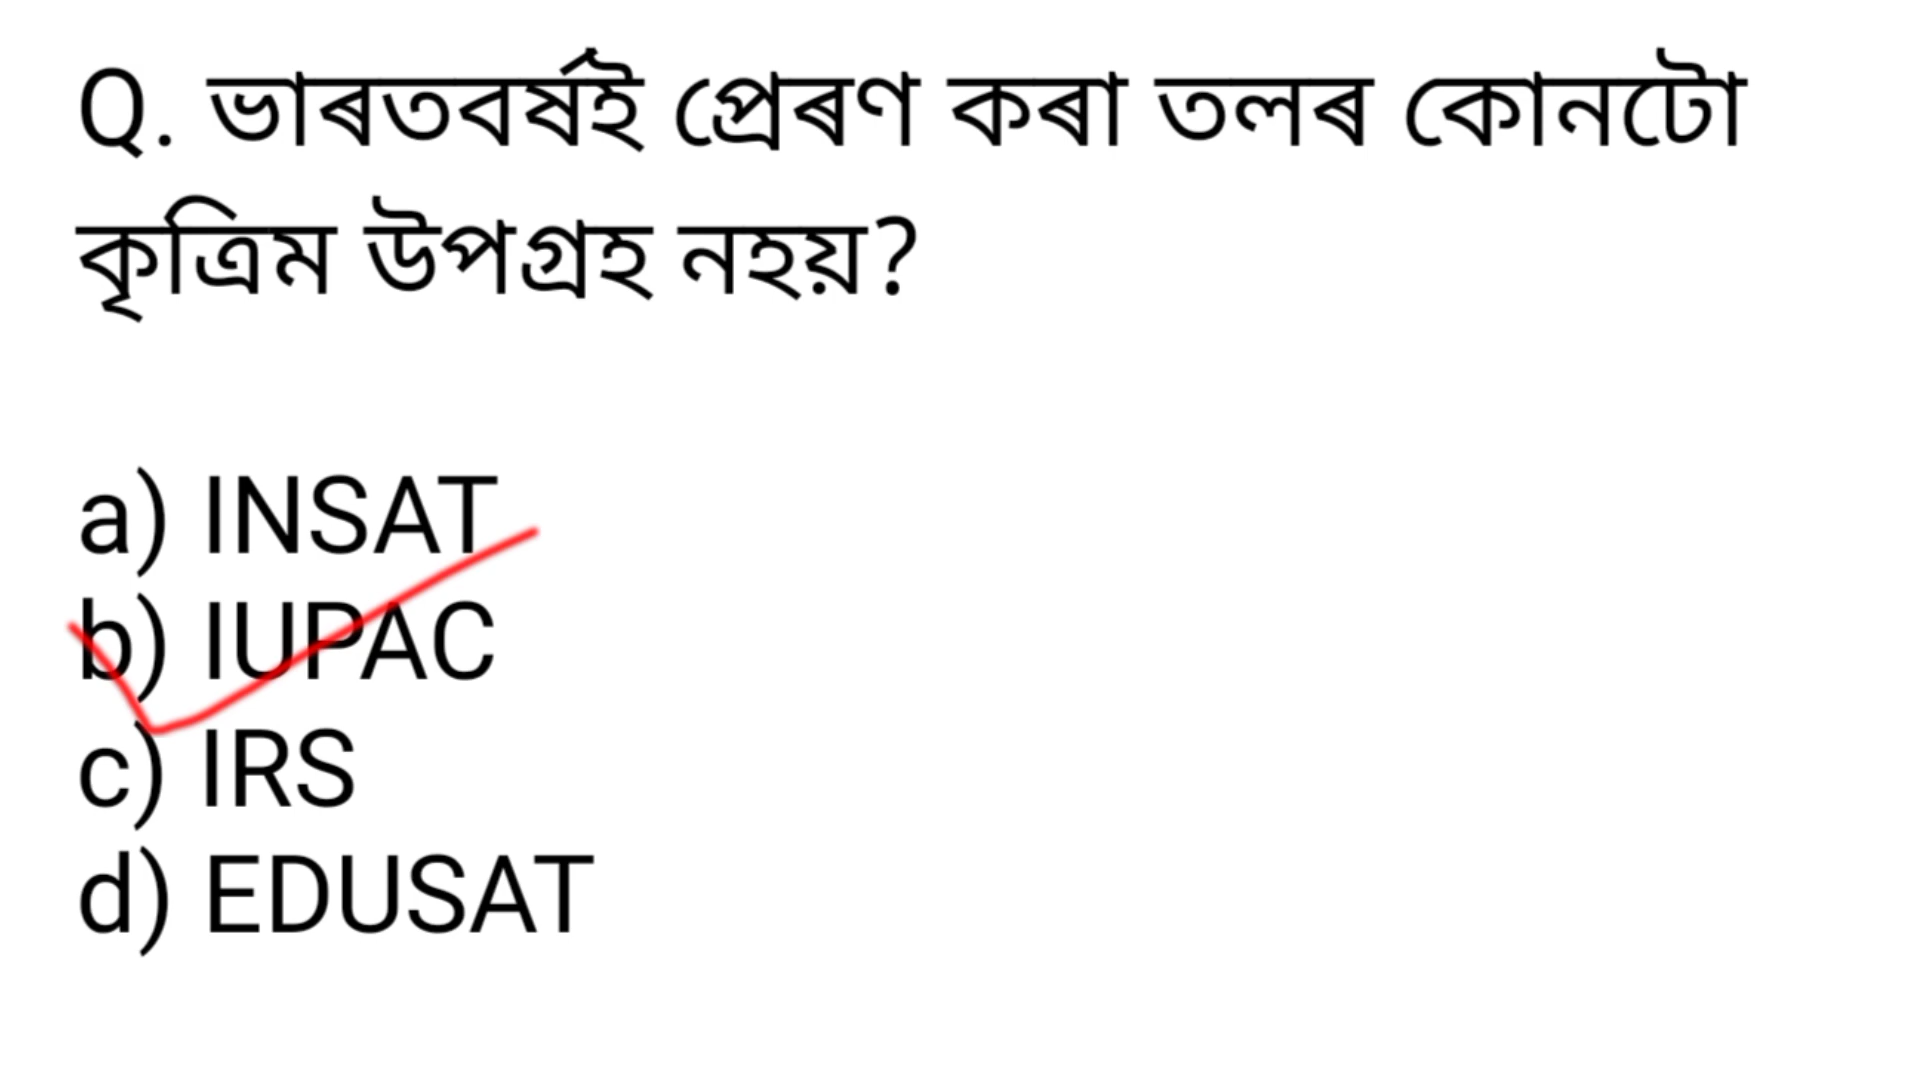 Q. ভাৰতবৰ্ষই প্ৰেৰণ কৰা তলৰ কোনটো
কৃত্ৰিম উপগ্ৰহ নহয়?
a) INSAT
b) IUPAC
c) IRS
d) EDUSAT